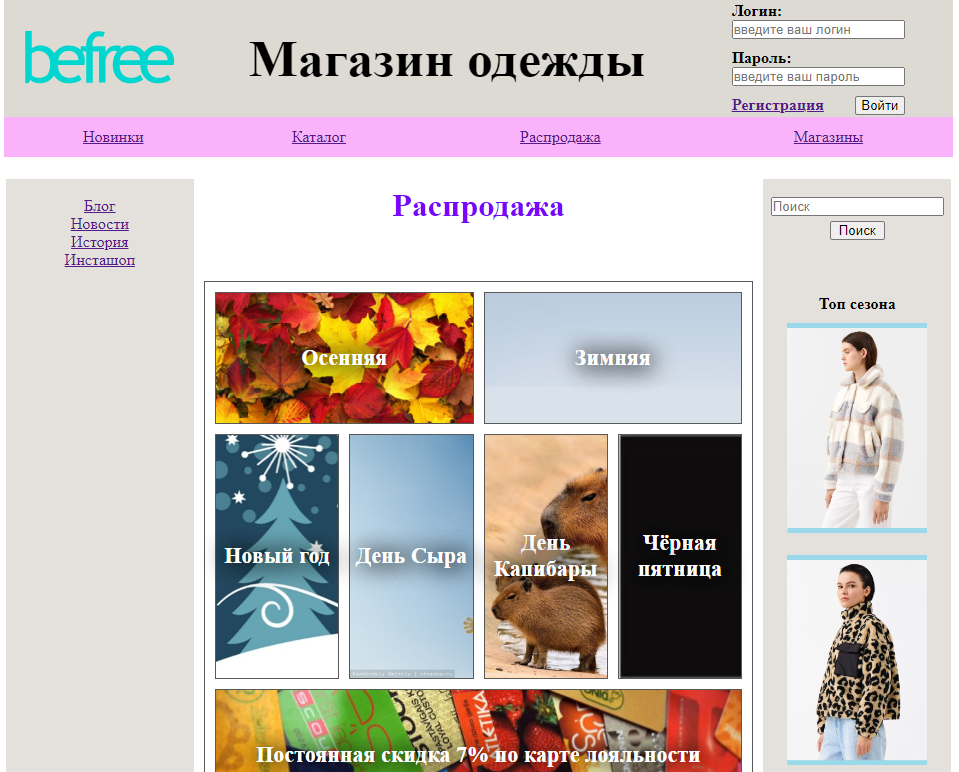 befree
Магазин одежды
Логин:
введите ваш логин
Пароль:
введите ваш пароль
Регистрация Войти
Новинки Каталог Распродажа Магазины
Блог
Новости
История
Инсташоп
Распродажа
Поиск
Поиск
Топ сезона
Осенняя
Зимняя
Новый год
День Сыра
День
Капибары
Чёрная
пятница
Постоянная скидка 7% по карте лояльности